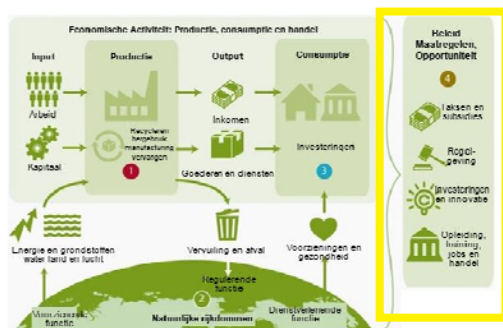 Economische Activiteit: Productie, consumptie en handel
Input
Productie
Output
Consumptie
Arbeid
Inkomen
Kapitaal
Recycleren
hergebruik
manufacturing
vervangen
1
Goederen en diensten
Investeringen
3
Energie en grondstoffen
water land en lucht
Vervuiling en afval
Voorzieningen en
gezondheid
Regulerende
functie
2
functie
Natuurlijke rijkdommen
Dienstverlenende
functie
Beleid
Maatregelen,
Opportuniteit
4
Taksen en
subsidies
Regel-
geving
Investeringen
en innovatie
Opleiding,
training,
jobs en
handel